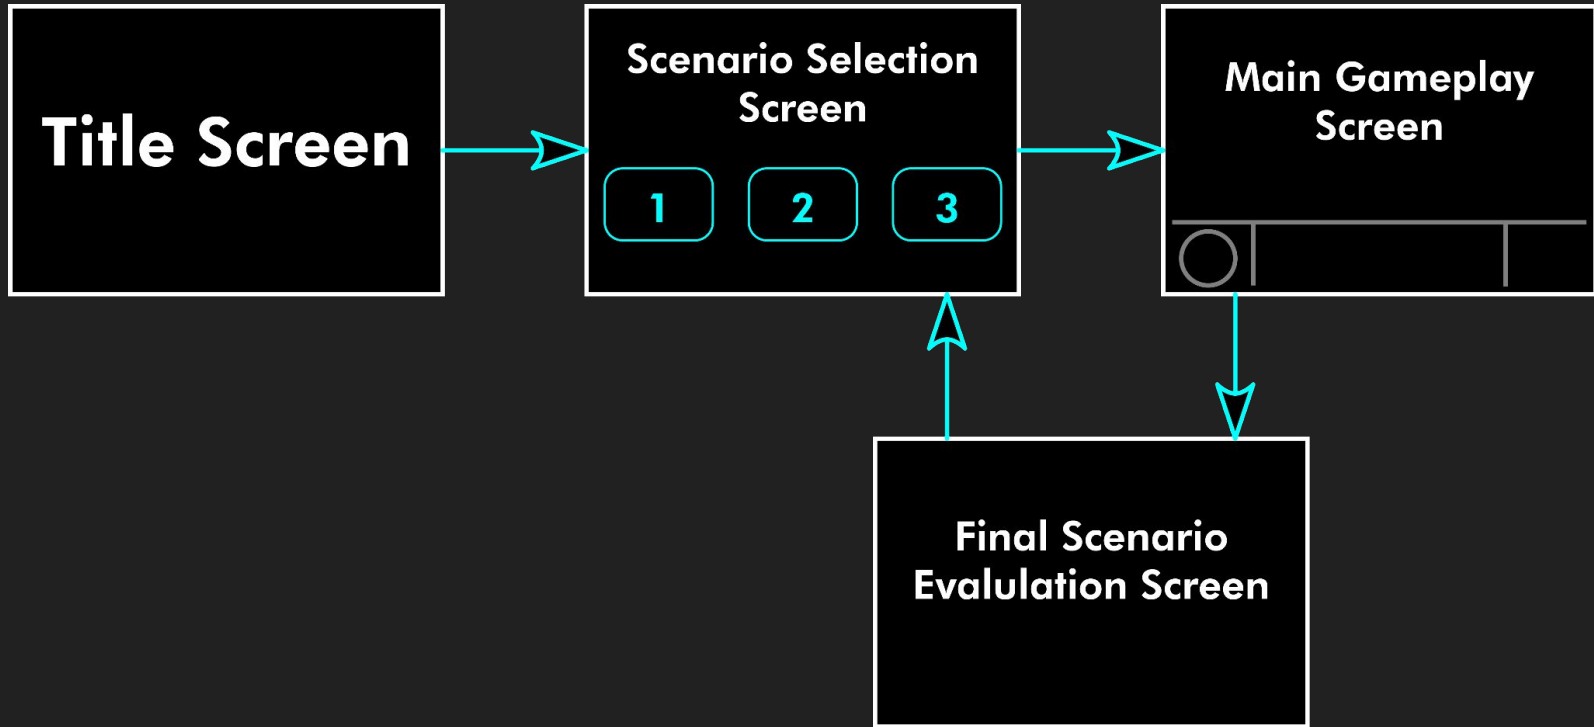 Title Screen
Scenario Selection
Screen
1
2
3
Main Gameplay
Screen
Final Scenario
Evalulation Screen